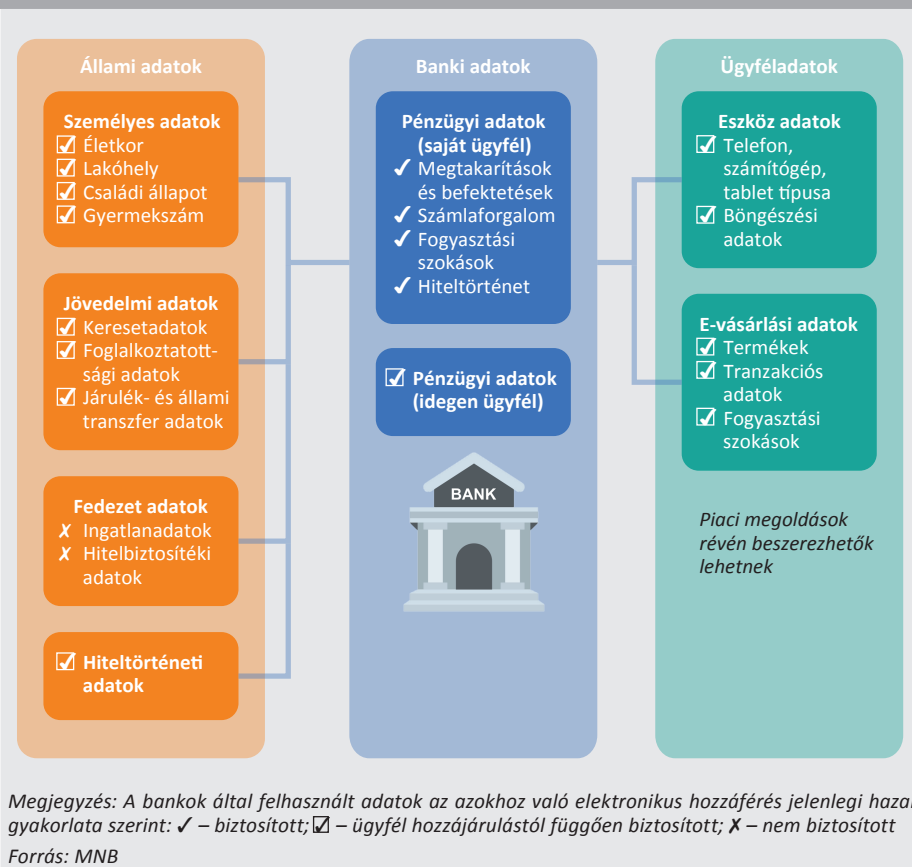 Állami adatok
Személyes adatok
☑ Életkor
☑ Lakóhely
☑ Családi állapot
☑ Gyermekszám
Jövedelmi adatok
☑ Keresetadatok
☑ Foglalkoztatott-
sági adatok
☑ Járulék- és állami
transzfer adatok
Fedezet adatok
✗ Ingatlanadatok
✗ Hitelbiztosítéki
adatok
☑ Hiteltörténeti
adatok
Banki adatok
Pénzügyi adatok
(saját ügyfél)
✓ Megtakarítások
és befektetések
✓ Számlaforgalom
✓ Fogyasztási
szokások
✓ Hiteltörténet
☑ Pénzügyi adatok
(idegen ügyfél)
BANK
Ügyféladatok
Eszköz adatok
☑ Telefon,
számítógép,
tablet típusa
☑ Böngészési
adatok
E-vásárlási adatok
☑ Termékek
☑ Tranzakciós
adatok
☑ Fogyasztási
szokások
Piaci megoldások
révén beszerezhetők
lehetnek
Megjegyzés: A bankok által felhasznált adatok az azokhoz való elektronikus hozzáférés jelenlegi
gyakorlata szerint: ✓ – biztosított; ☑ – ügyfél hozzájárulástól függően biztosított; ✗ – nem biztosított
Forrás: MNB